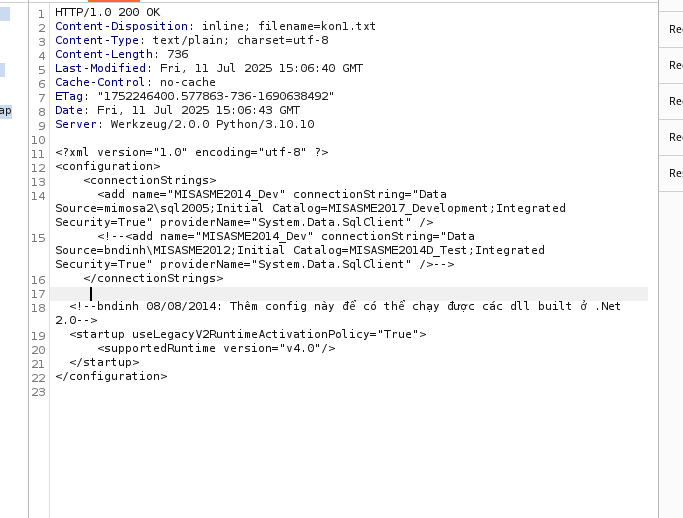 1 HTTP/1.0 200 OK
2 Content-Disposition: inline; filename=kon1.txt
3 Content-Type: text/plain; charset=utf-8
4 Content-Length: 736
5 Last-Modified: Fri, 11 Jul 2025 15:06:40 GMT
6 Cache-Control: no-cache
7 ETag: "1752246400.577863-736-1690638492"
8 Date: Fri, 11 Jul 2025 15:06:43 GMT
9 Server: Werkzeug/2.0.0 Python/3.10.10
10
11 <?xml version="1.0" encoding="utf-8" ?>
12 <configuration>
13 <connectionStrings>
14 <add name="MISASME2014_Dev" connectionString="Data
Source=mimosa2\sql2005;Initial Catalog=MISASME2017_Development;Integrated
Security=True" providerName="System.Data.SqlClient" />
15 <!--<add name="MISASME2014_Dev" connectionString="Data
Source=bndinh\MISASME2012;Initial Catalog=MISASME2014D_Test;Integrated
Security=True" providerName="System.Data.SqlClient" />-->
16 </connectionStrings>
17
18 <!--bndinh 08/08/2014: Thêm config này để có thể chạy được các dll built ở .Net
2.0-->
19 <startup useLegacyV2RuntimeActivationPolicy="True">
20 <supportedRuntime version="v4.0"/>
21 </startup>
22 </configuration>
23
ap
Re
Re
Re
Re
Re